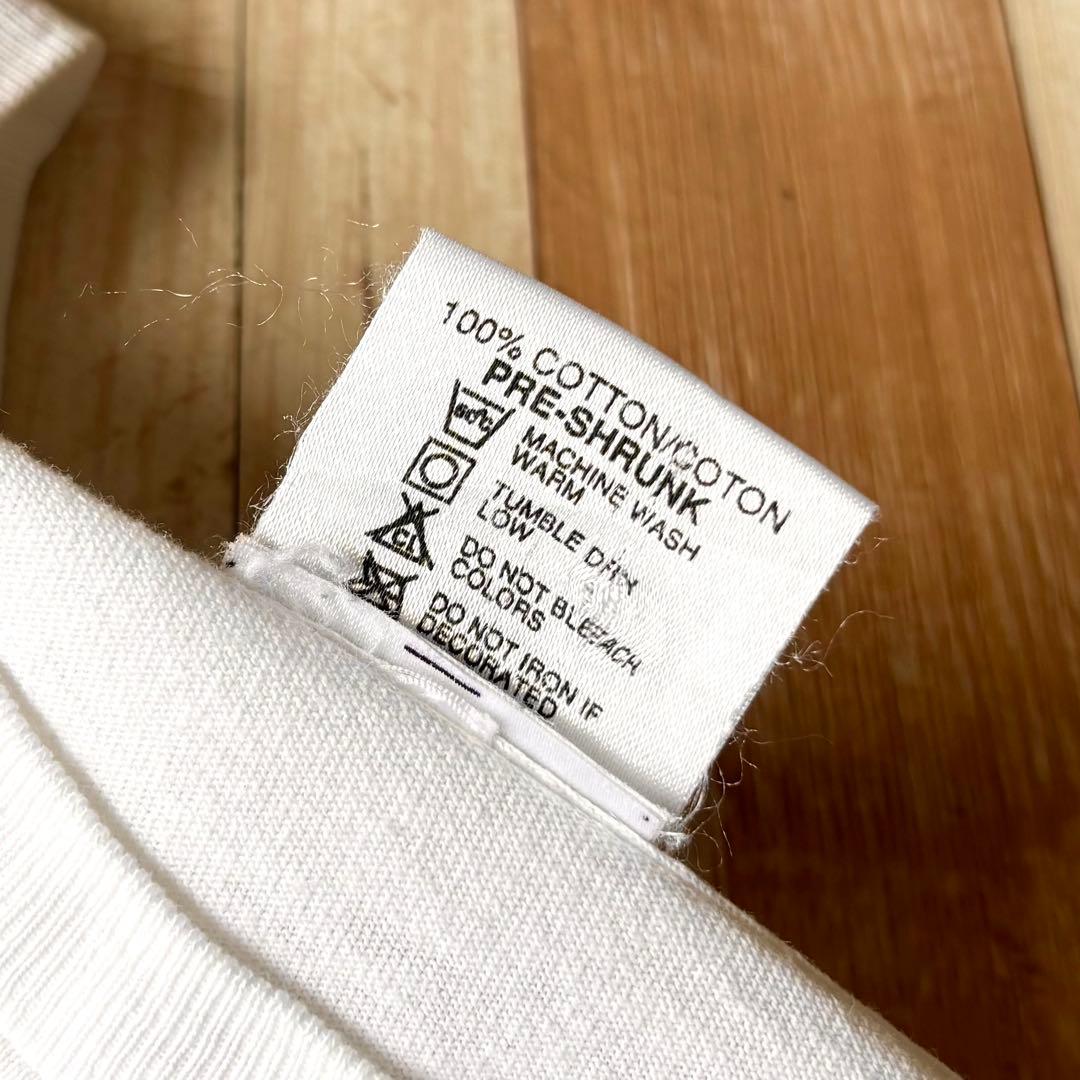 100% COTTON/COTON
PRE-SHRUNK
MACHINE WASH
WARM
TUMBLE DRY
LOW
CL
DO NOT BLEACH
COLORS
DO NOT IRON IF
DECORATED